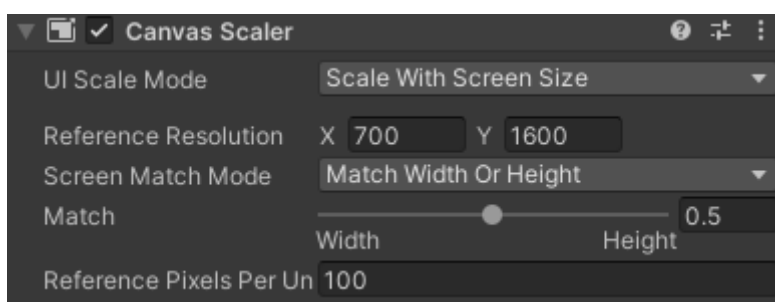 Canvas Scaler
UI Scale Mode Scale With Screen Size
Reference Resolution X 700 Y 1600
Screen Match Mode Match Width Or Height
Match 0.5
Width Height
Reference Pixels Per Un 100